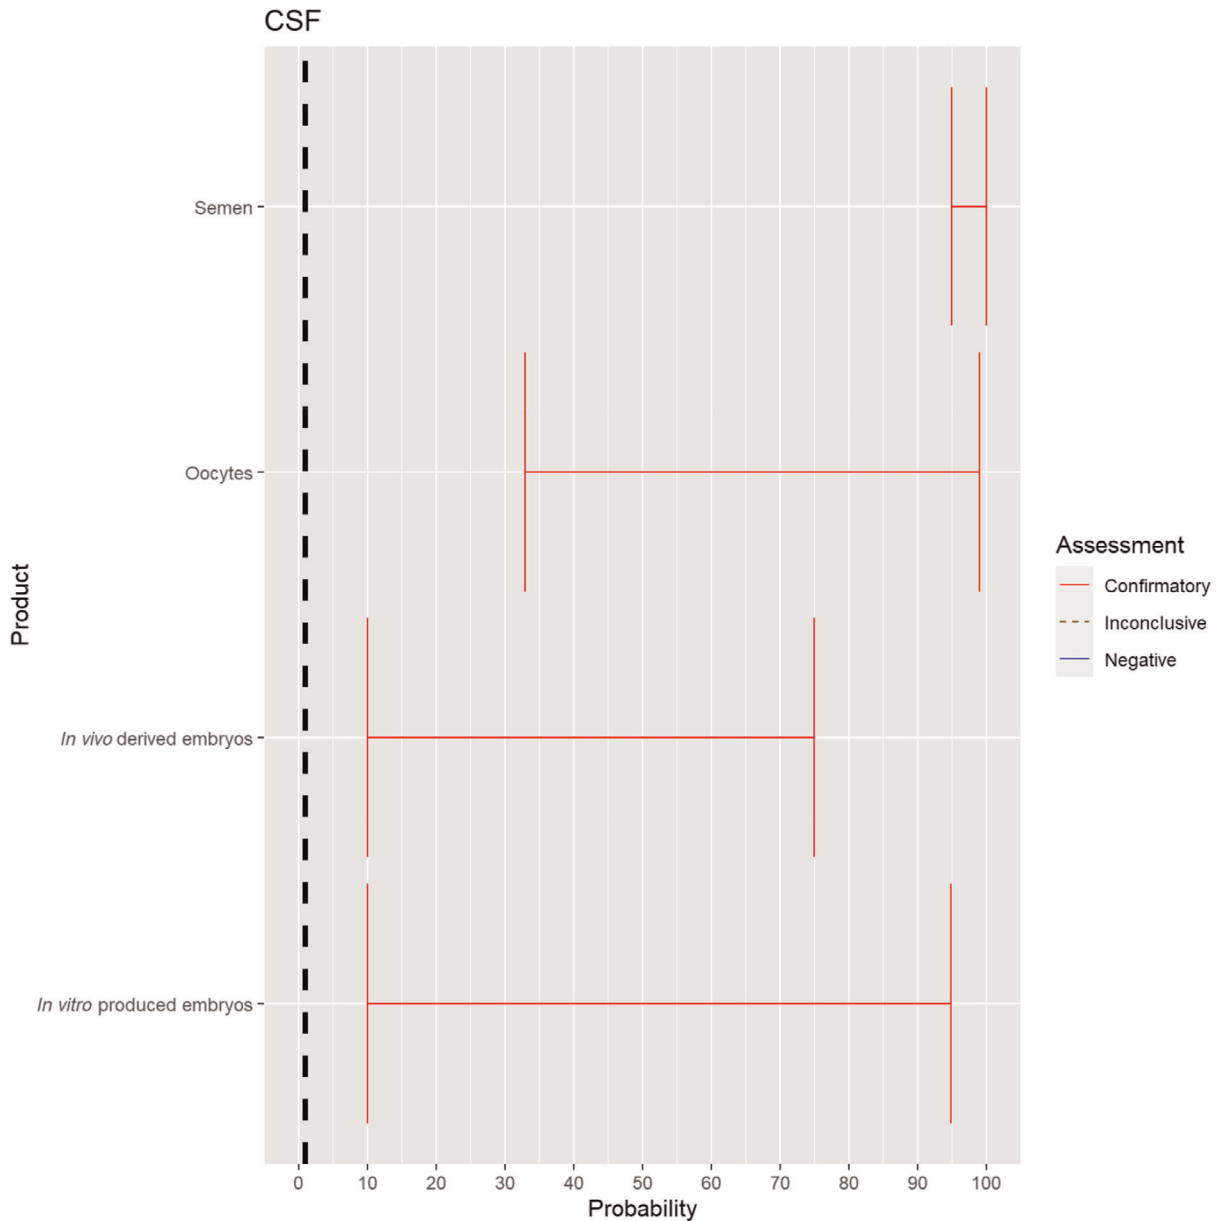 CSF
Product
Semen
Oocytes
In vivo derived embryos
In vitro produced embryos
0 10 20 30 40 50 60 70 80 90 100
Probability
Assessment
Confirmatory
Inconclusive
Negative